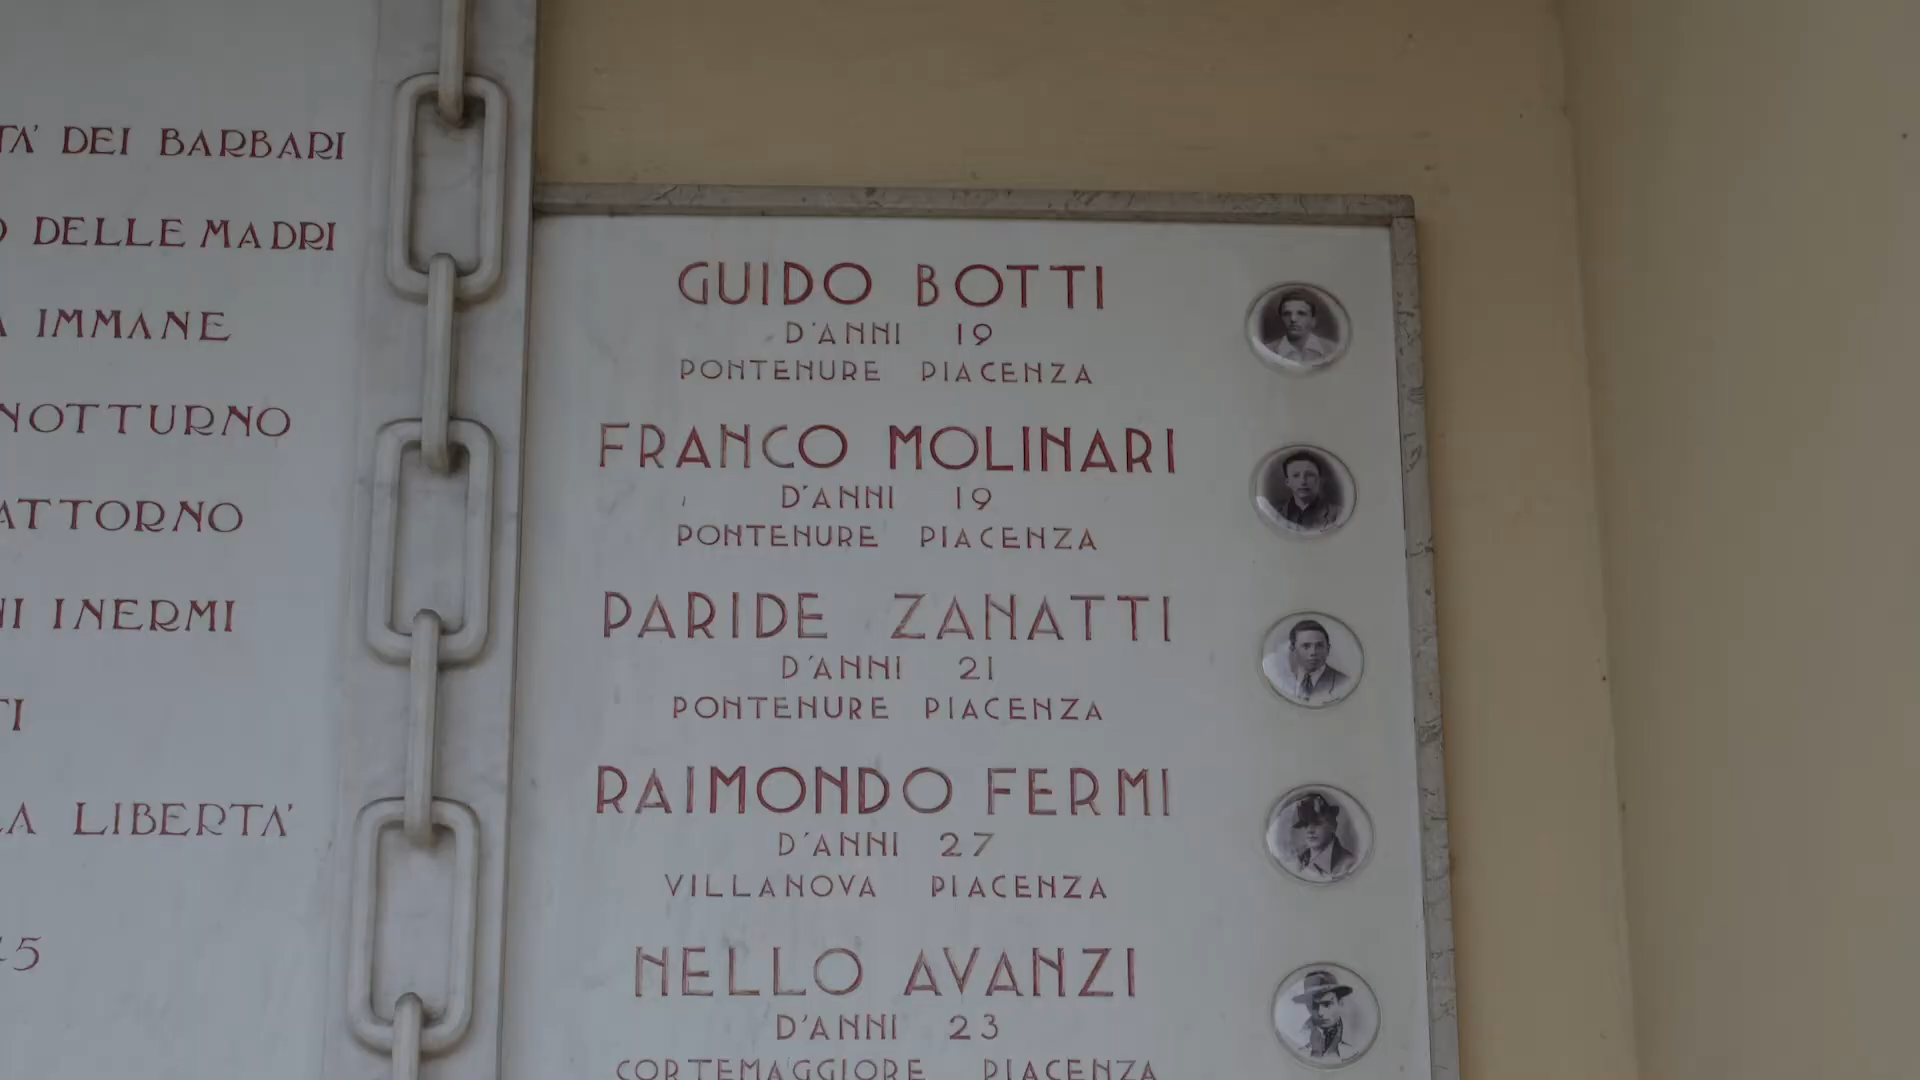 TA' DEI BARBARI
DELLE MADRI
IMMANE
NOTTURNO
ATTORNO
INERMI
LA LIBERTA'
45
GUIDO BOTTI
D'ANNI 19
PONTENURE PIACENZA
FRANCO MOLINARI
D'ANNI 19
PONTENURE PIACENZA
PARIDE ZANATTI
D'ANNI 21
PONTENURE PIACENZA
RAIMONDO FERMI
D'ANNI 27
VILLANOVA PIACENZA
NELLO AVANZI
D'ANNI 23
CORTEMAGGIORE PIACENZA